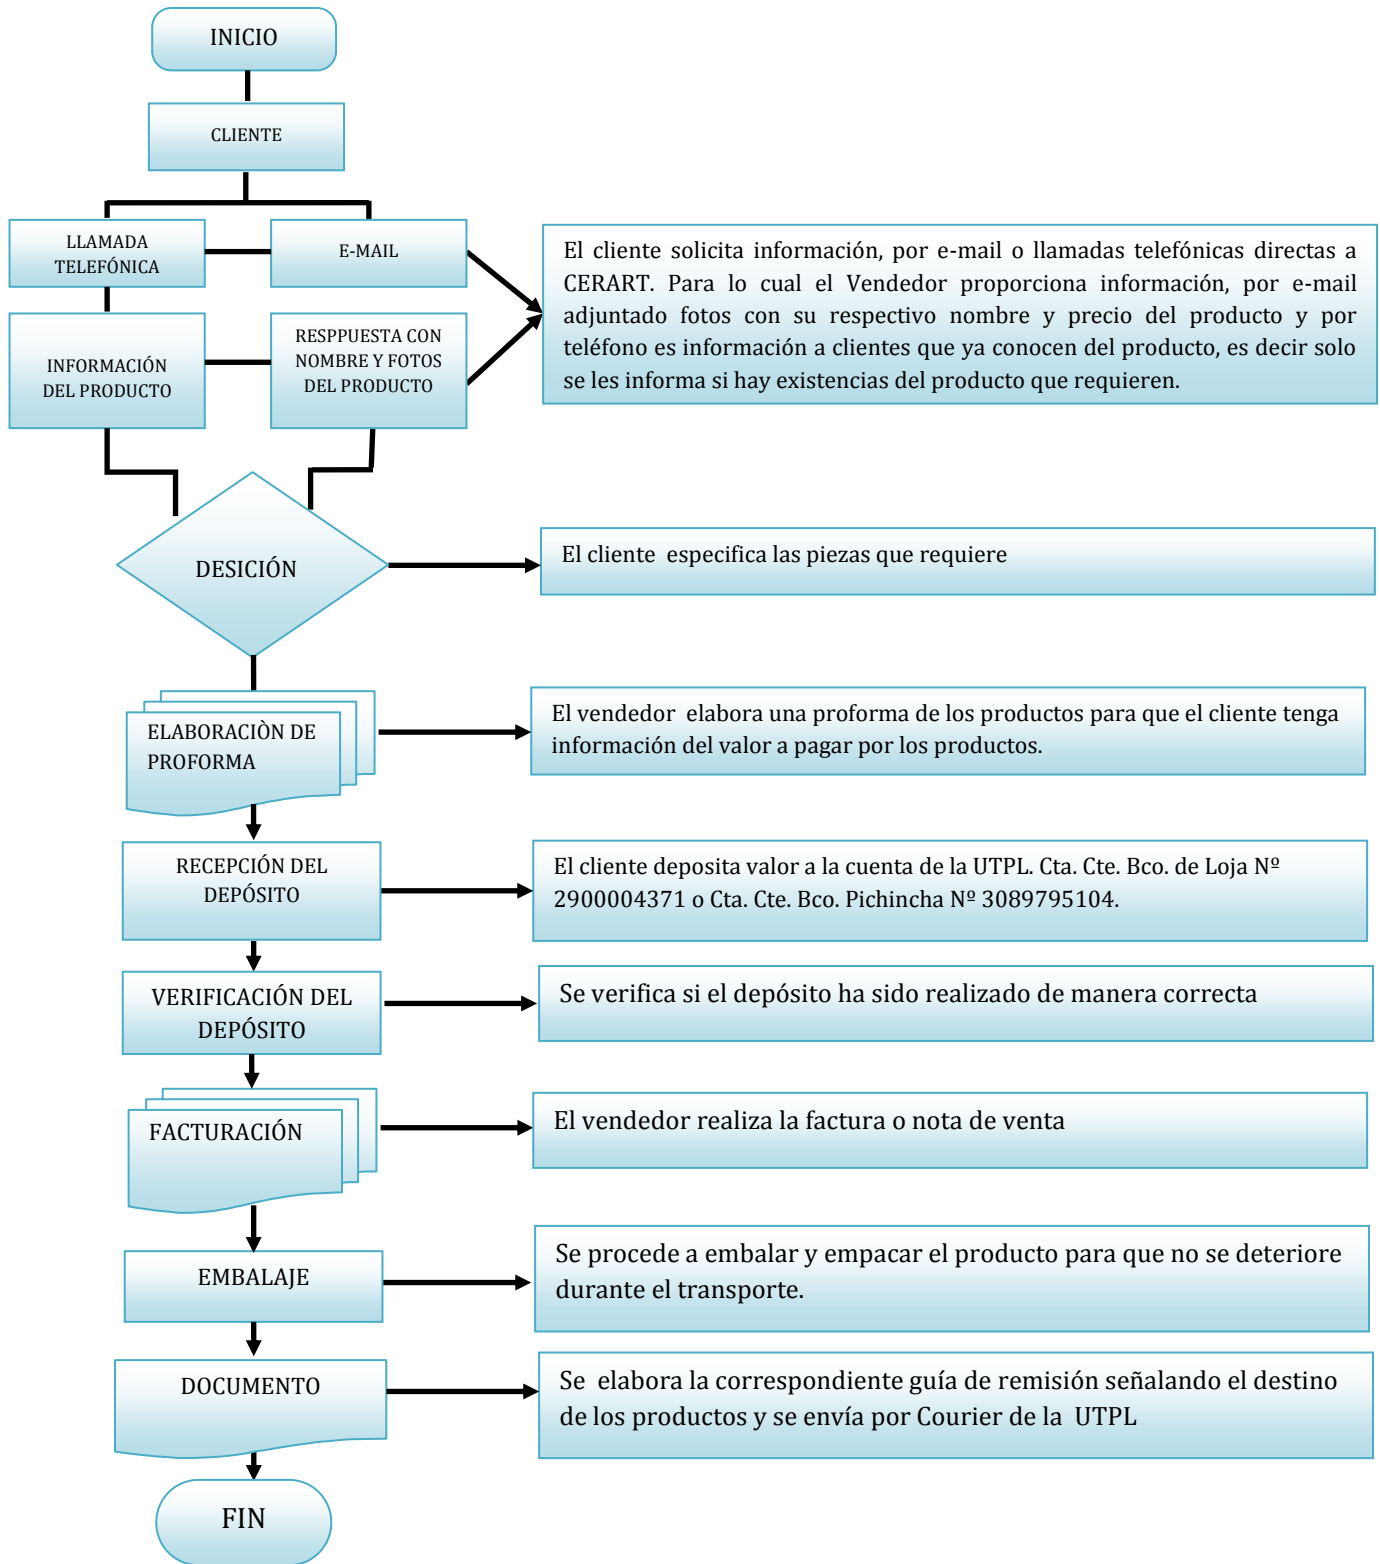 INICIO
CLIENTE
LLAMADA
TELEFÓNICA
E-MAIL
El cliente solicita información, por e-mail o llamadas telefónicas directas a
CERART. Para lo cual el Vendedor proporciona información, por e-mail
adjuntado fotos con su respectivo nombre y precio del producto y por
teléfono es información a clientes que ya conocen del producto, es decir solo
se les informa si hay existencias del producto que requieren.
INFORMACIÓN
DEL PRODUCTO
RESPPUESTA CON
NOMBRE Y FOTOS
DEL PRODUCTO
DESICIÓN
El cliente especifica las piezas que requiere
ELABORACIÒN DE
PROFORMA
El vendedor elabora una proforma de los productos para que el cliente tenga
información del valor a pagar por los productos.
RECEPCIÓN DEL
DEPÓSITO
El cliente deposita valor a la cuenta de la UTPL. Cta. Cte. Bco. de Loja Nº
2900004371 o Cta. Cte. Bco. Pichincha Nº 3089795104.
VERIFICACIÓN DEL
DEPÓSITO
Se verifica si el depósito ha sido realizado de manera correcta
FACTURACIÓN
El vendedor realiza la factura o nota de venta
EMBALAJE
Se procede a embalar y empacar el producto para que no se deteriore
durante el transporte.
DOCUMENTO
Se elabora la correspondiente guía de remisión señalando el destino
de los productos y se envía por Courier de la UTPL
FIN